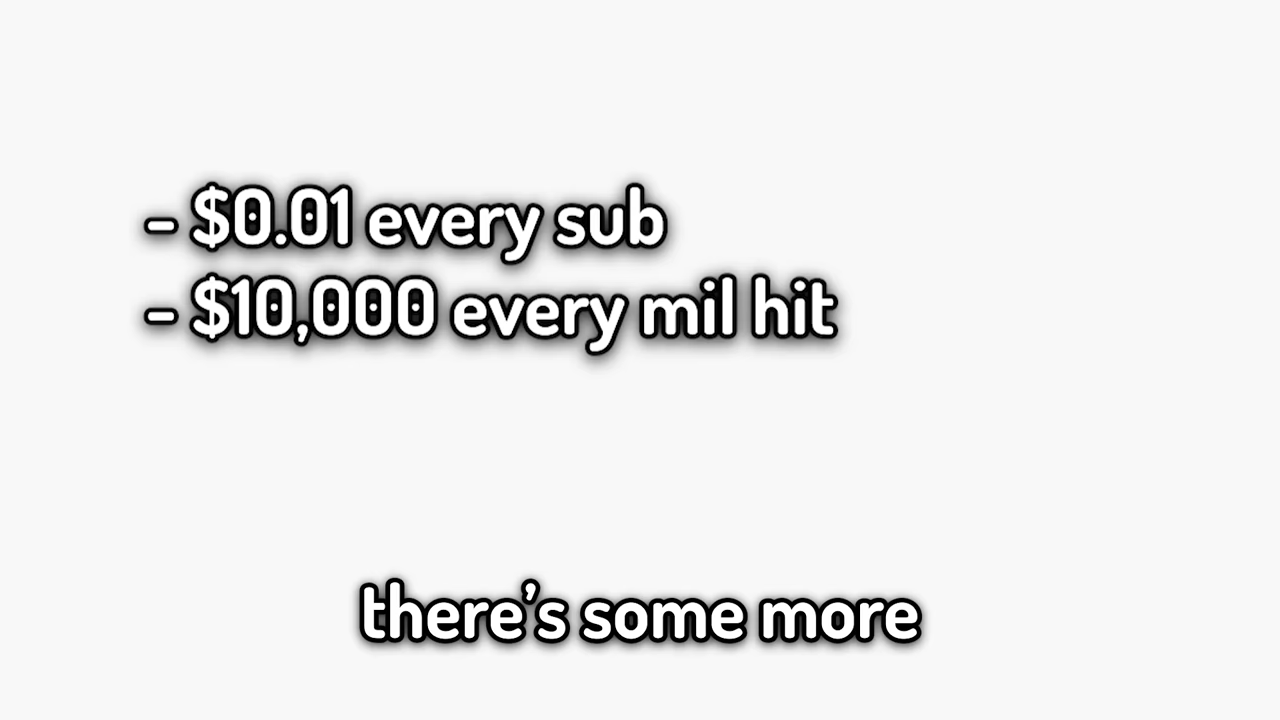 - $0.01 every sub
- $10,000 every mil hit
there’s some more